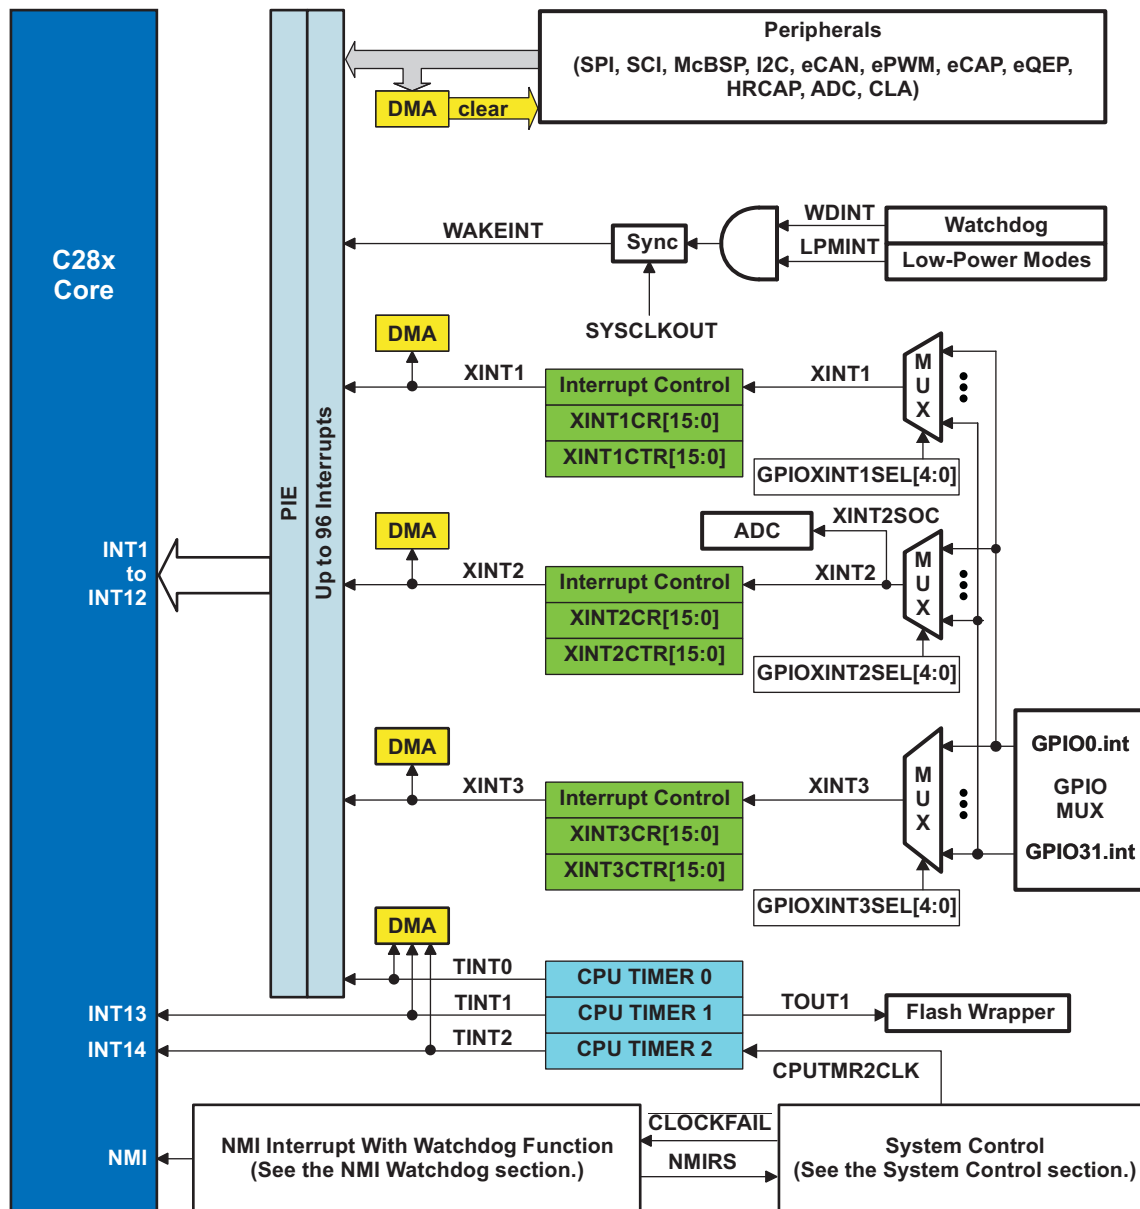 Peripherals
(SPI, SCI, McBSP, I2C, eCAN, ePWM, eCAP, eQEP,
HRCAP, ADC, CLA)
DMA
clear
C28x
Core
WAKEINT
Sync
WDINT
LPMINT
Watchdog
Low-Power Modes
SYSCLKOUT
PIE
Up to 96 Interrupts
DMA
XINT1
Interrupt Control
XINT1CR[15:0]
XINT1CTR[15:0]
XINT1
MUX
GPIOXINT1SEL[4:0]
INT1
to
INT12
DMA
XINT2
Interrupt Control
XINT2CR[15:0]
XINT2CTR[15:0]
ADC
XINT2SOC
XINT2
MUX
GPIOXINT2SEL[4:0]
DMA
XINT3
Interrupt Control
XINT3CR[15:0]
XINT3CTR[15:0]
XINT3
MUX
GPIOXINT3SEL[4:0]
GPIO0.int
GPIO
MUX
GPIO31.int
DMA
TINT0
CPU TIMER 0
INT13
TINT1
CPU TIMER 1
TOUT1
Flash Wrapper
INT14
TINT2
CPU TIMER 2
CPUTMR2CLK
NMI
NMI Interrupt With Watchdog Function
(See the NMI Watchdog section.)
CLOCKFAIL
NMIRS
System Control
(See the System Control section.)